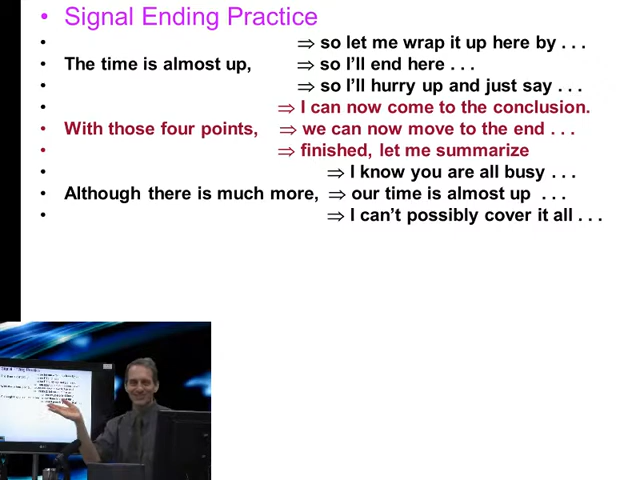 • Signal Ending Practice
• ⇒ so let me wrap it up here by . . .
• The time is almost up, ⇒ so I'll end here . . .
• ⇒ so I'll hurry up and just say . . .
• ⇒ I can now come to the conclusion.
• With those four points, ⇒ we can now move to the end . . .
• ⇒ finished, let me summarize
• ⇒ I know you are all busy . . .
• Although there is much more, ⇒ our time is almost up . . .
• ⇒ I can't possibly cover it all . . .
Signal Ending Practice